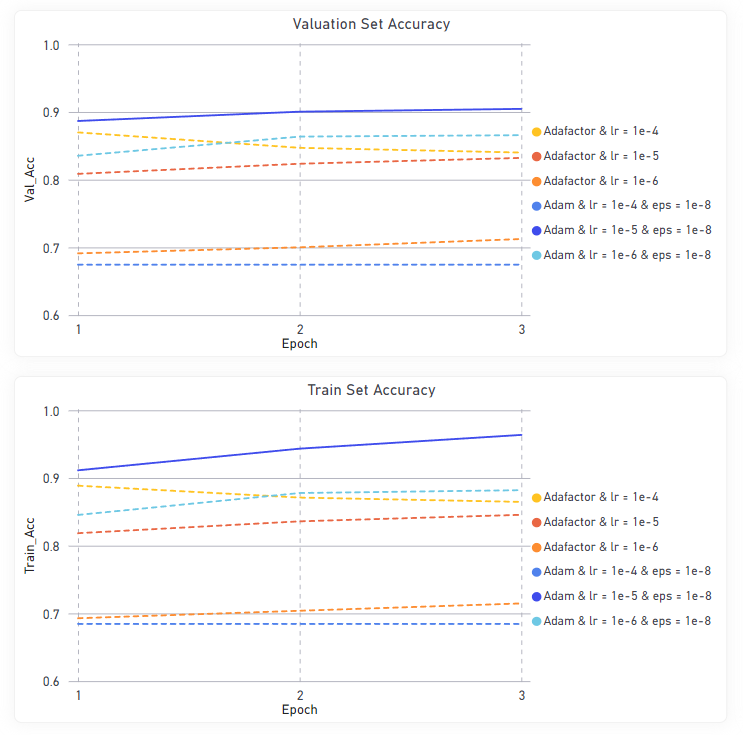 Valuation Set Accuracy
1.0
0.9
0.8
0.7
0.6
Val_Acc
1
2
3
Epoch
Adafactor & lr = 1e-4
Adafactor & lr = 1e-5
Adafactor & lr = 1e-6
Adam & lr = 1e-4 & eps = 1e-8
Adam & lr = 1e-5 & eps = 1e-8
Adam & lr = 1e-6 & eps = 1e-8
Train Set Accuracy
1.0
0.9
0.8
0.7
0.6
Train_Acc
1
2
3
Epoch
Adafactor & lr = 1e-4
Adafactor & lr = 1e-5
Adafactor & lr = 1e-6
Adam & lr = 1e-4 & eps = 1e-8
Adam & lr = 1e-5 & eps = 1e-8
Adam & lr = 1e-6 & eps = 1e-8